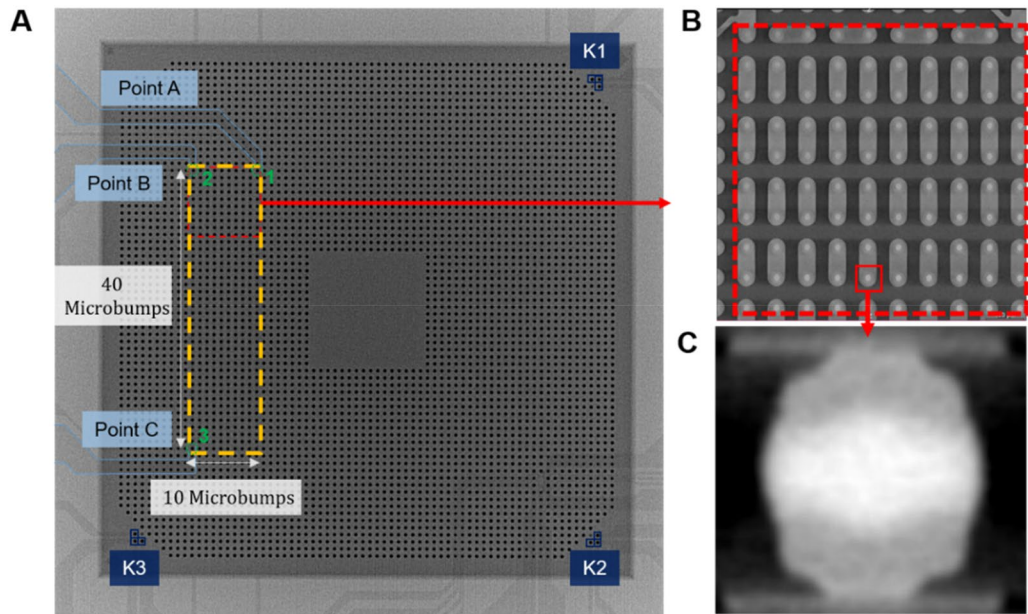 A
K1
Point A
2
1
Point B
40
Microbumps
Point C
3
10 Microbumps
K3
K2
B
C